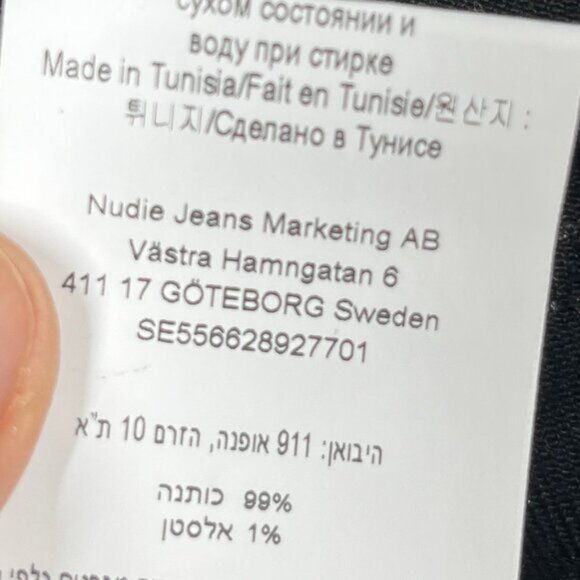 сухом состоянии и
воду при стирке
Made in Tunisia/Fait en Tunisie/원산지 :
튀니지/Сделано в Тунисе
Nudie Jeans Marketing AB
Västra Hamngatan 6
411 17 GÖTEBORG Sweden
SE556628927701
היבואן: 911 אופנה, הזרם 10 ת"א
99% כותנה
1% אלסטן